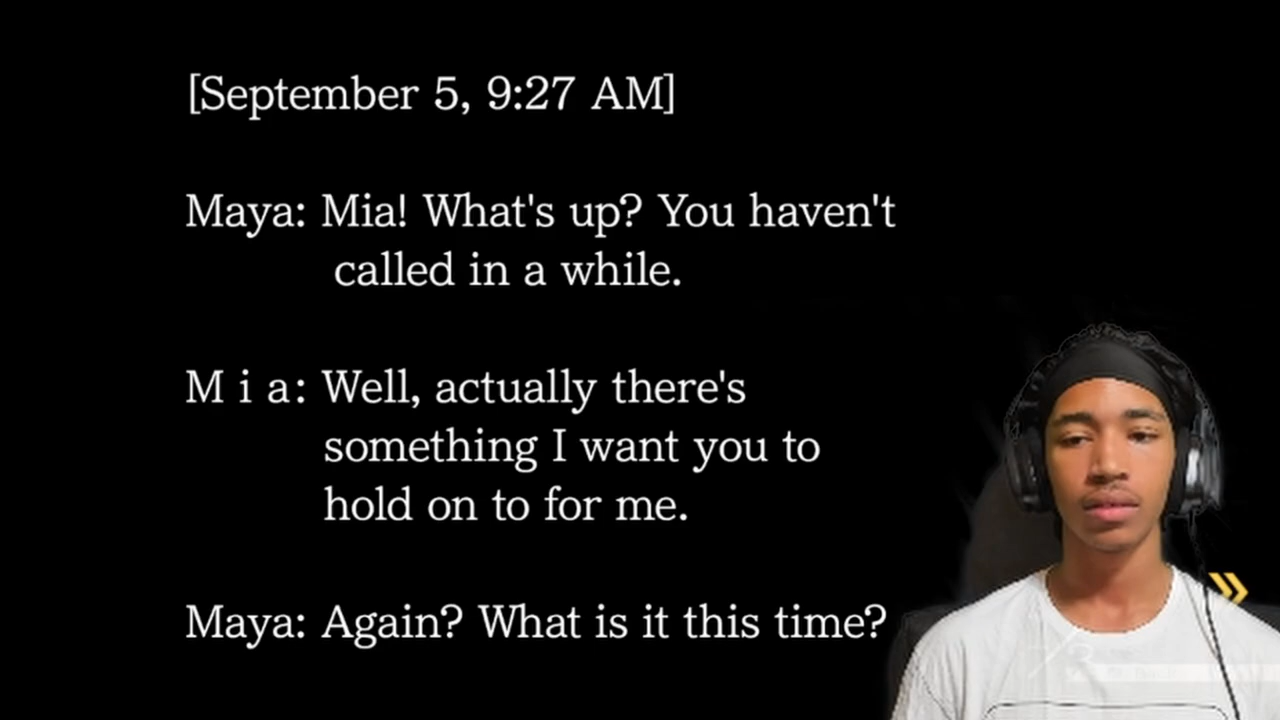 [September 5, 9:27 AM]
Maya: Mia! What's up? You haven't
called in a while.
M i a: Well, actually there's
something I want you to
hold on to for me.
Maya: Again? What is it this time?